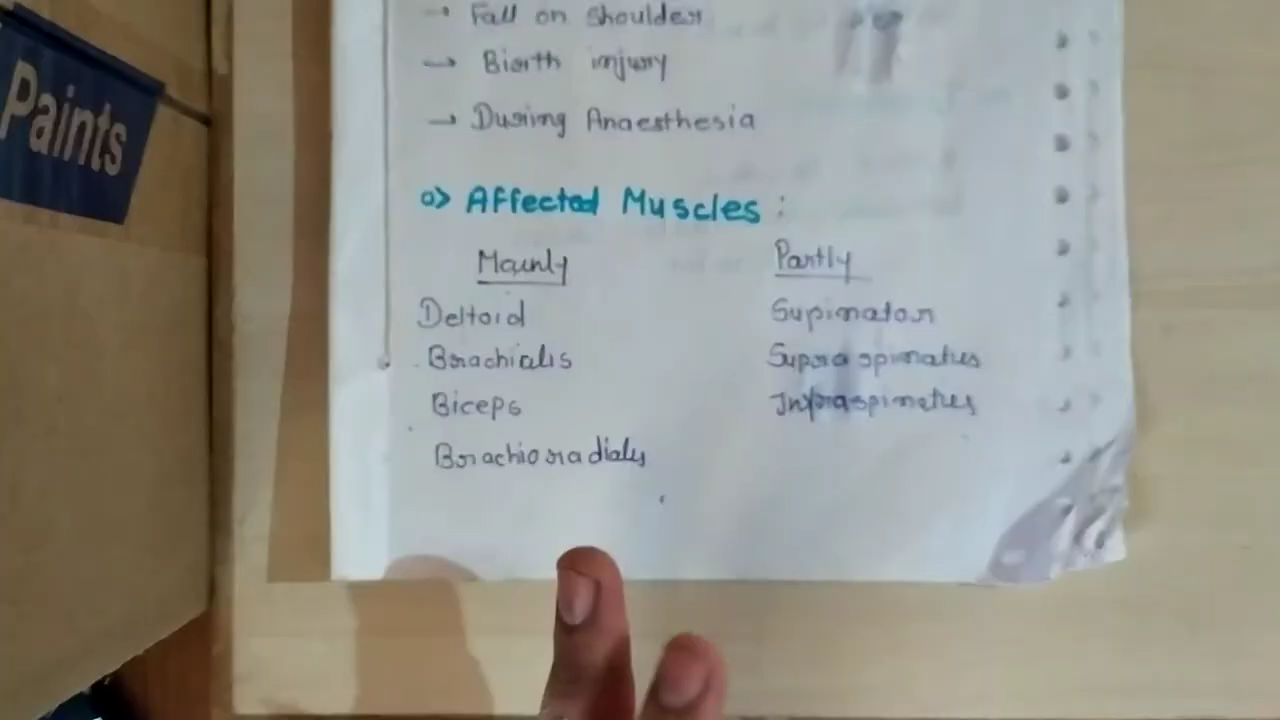 Paints
→ Fall on shoulder
→ Birth injury
→ During Anaesthesia
o> Affected Muscles :
Mainly Partly
Deltoid Supinator
Brachialis Supraspinatus
Biceps Infraspinatus
Brachioradialis